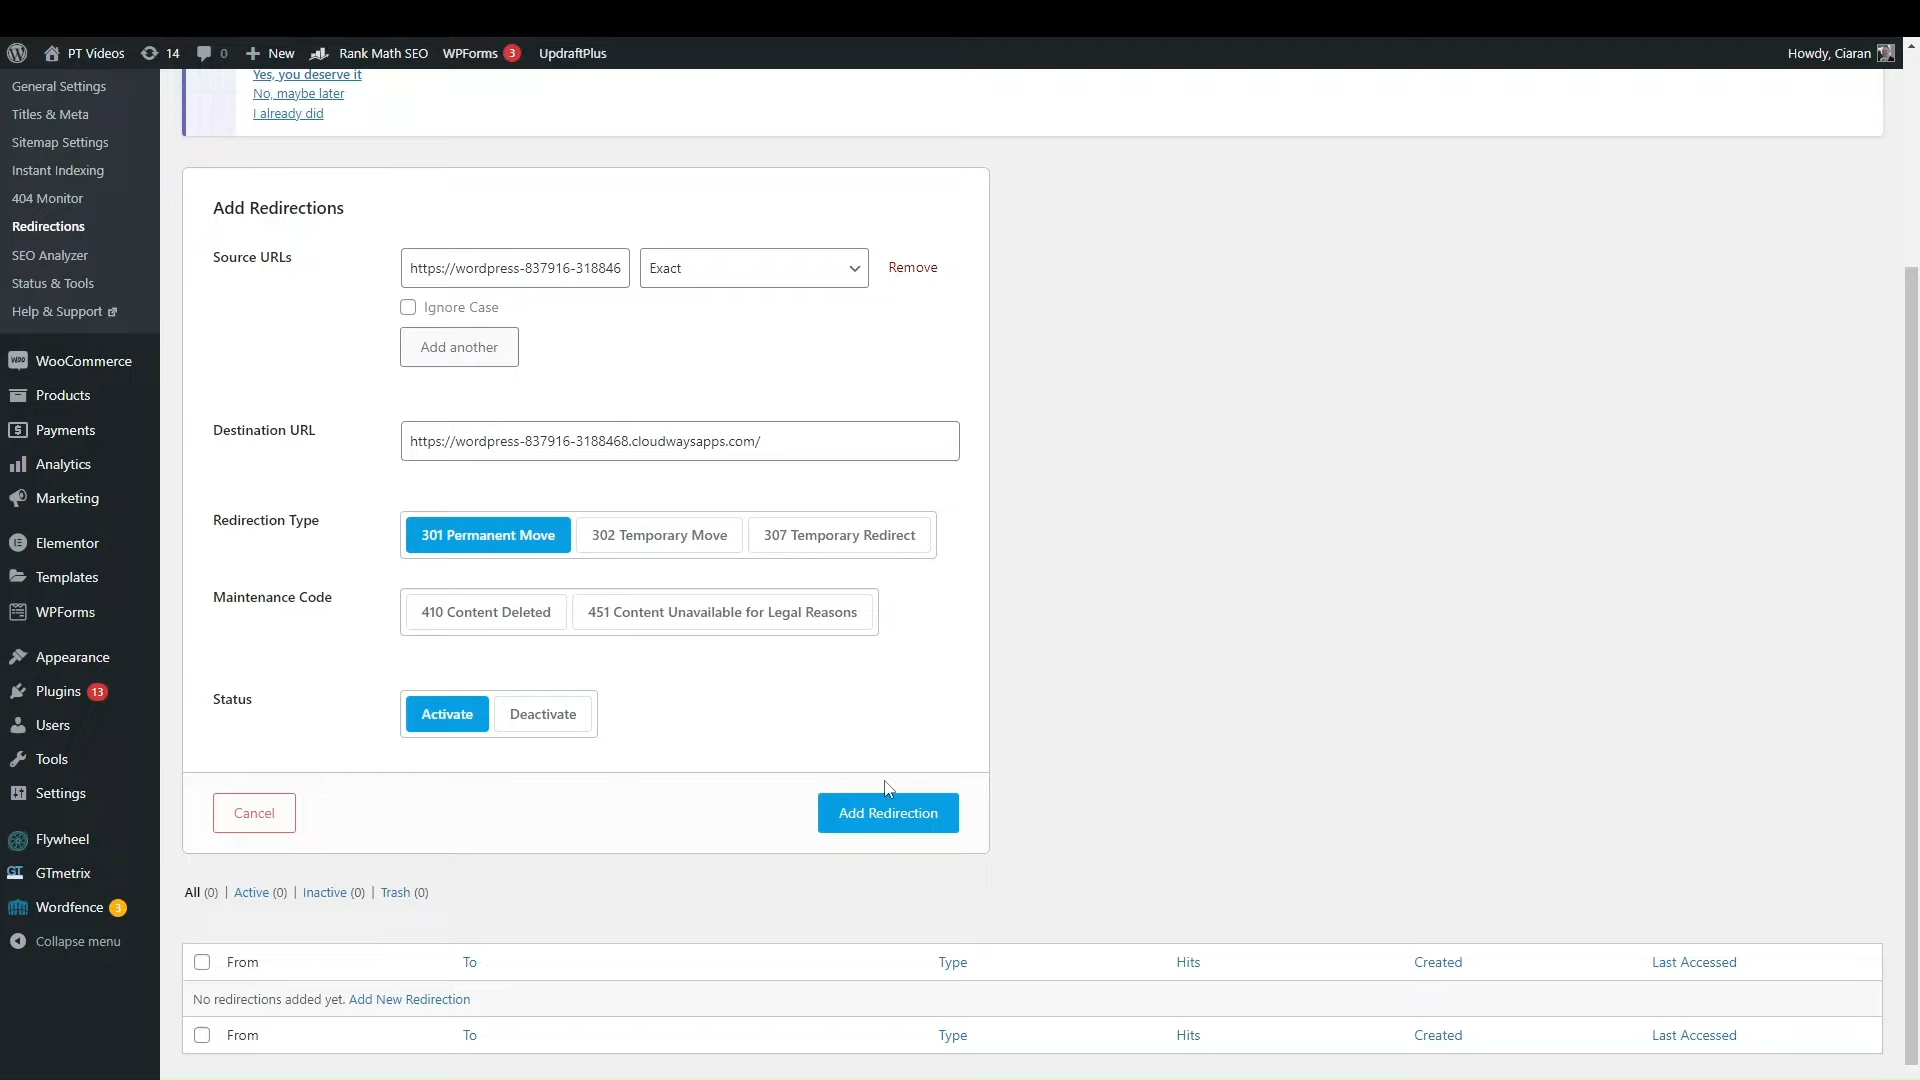 PT Videos 14 0 New Rank Math SEO WPForms 3 UpdraftPlus Howdy, Ciaran
General Settings
Titles & Meta
Sitemap Settings
Instant Indexing
404 Monitor
Redirections
SEO Analyzer
Status & Tools
Help & Support
WooCommerce
Products
Payments
Analytics
Marketing
Elementor
Templates
WPForms
Appearance
Plugins 13
Users
Tools
Settings
Flywheel
GTmetrix
Wordfence 3
Collapse menu
Yes, you deserve it
No, maybe later
I already did
Add Redirections
Source URLs https://wordpress-837916-318846 Exact Remove
Ignore Case
Add another
Destination URL https://wordpress-837916-3188468.cloudwaysapps.com/
Redirection Type 301 Permanent Move 302 Temporary Move 307 Temporary Redirect
Maintenance Code 410 Content Deleted 451 Content Unavailable for Legal Reasons
Status Activate Deactivate
Cancel Add Redirection
All (0) | Active (0) | Inactive (0) | Trash (0)
From To Type Hits Created Last Accessed
No redirections added yet. Add New Redirection
From To Type Hits Created Last Accessed